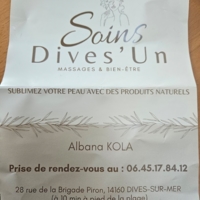 Soins
Dives'Un
MASSAGES & BIEN-ÊTRE
SUBLIMEZ VOTRE PEAU AVEC DES PRODUITS NATURELS
Albana KOLA
Prise de rendez-vous au : 06.45.17.84.12
28 rue de la Brigade Piron, 14160 DIVES-SUR-MER
(à 10 min à pied de la plage)